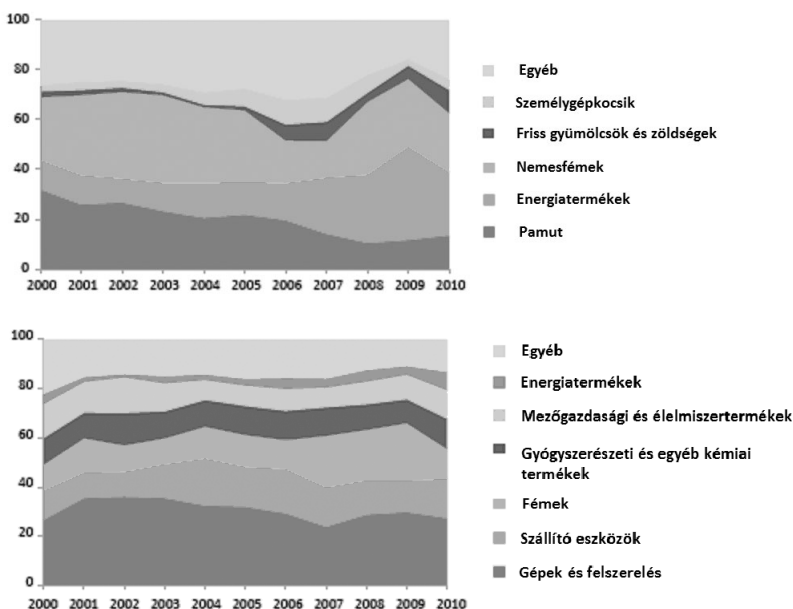 100
80
60
40
20
0
2000 2001 2002 2003 2004 2005 2006 2007 2008 2009 2010
Egyéb
Személygépkocsik
Friss gyümölcsök és zöldségek
Nemesfémek
Energiatermékek
Pamut
100
80
60
40
20
0
2000 2001 2002 2003 2004 2005 2006 2007 2008 2009 2010
Egyéb
Energiatermékek
Mezőgazdasági és élelmiszertermékek
Gyógyszerészeti és egyéb kémiai
termékek
Fémek
Szállító eszközök
Gépek és felszerelés